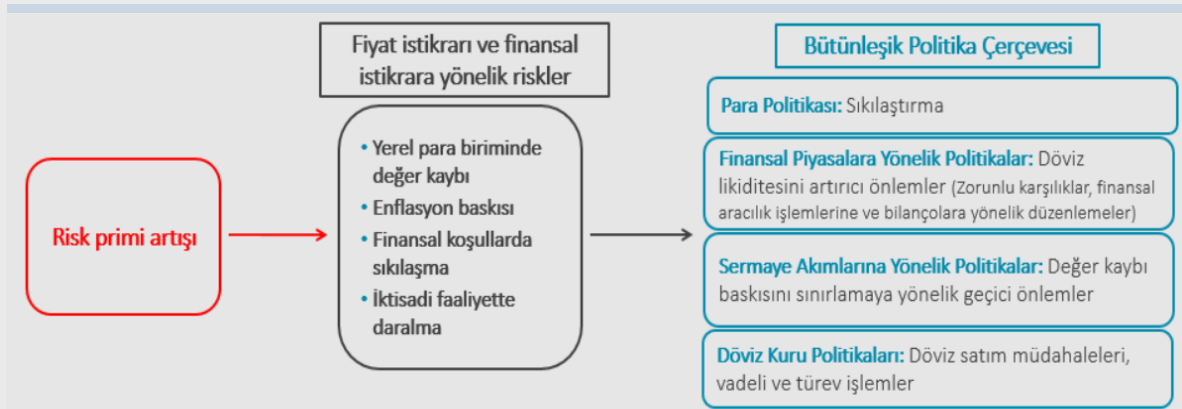 Risk primi artışı
Fiyat istikrarı ve finansal
istikrara yönelik riskler
• Yerel para biriminde
değer kaybı
• Enflasyon baskısı
• Finansal koşullarda
sıkılaşma
• İktisadi faaliyette
daralma
Bütünleşik Politika Çerçevesi
Para Politikası: Sıkılaştırma
Finansal Piyasalara Yönelik Politikalar: Döviz
likiditesini artırıcı önlemler (Zorunlu karşılıklar, finansal
aracılık işlemlerine ve bilançolara yönelik düzenlemeler)
Sermaye Akımlarına Yönelik Politikalar: Değer kaybı
baskısını sınırlamaya yönelik geçici önlemler
Döviz Kuru Politikaları: Döviz satım müdahaleleri,
vadeli ve türev işlemler